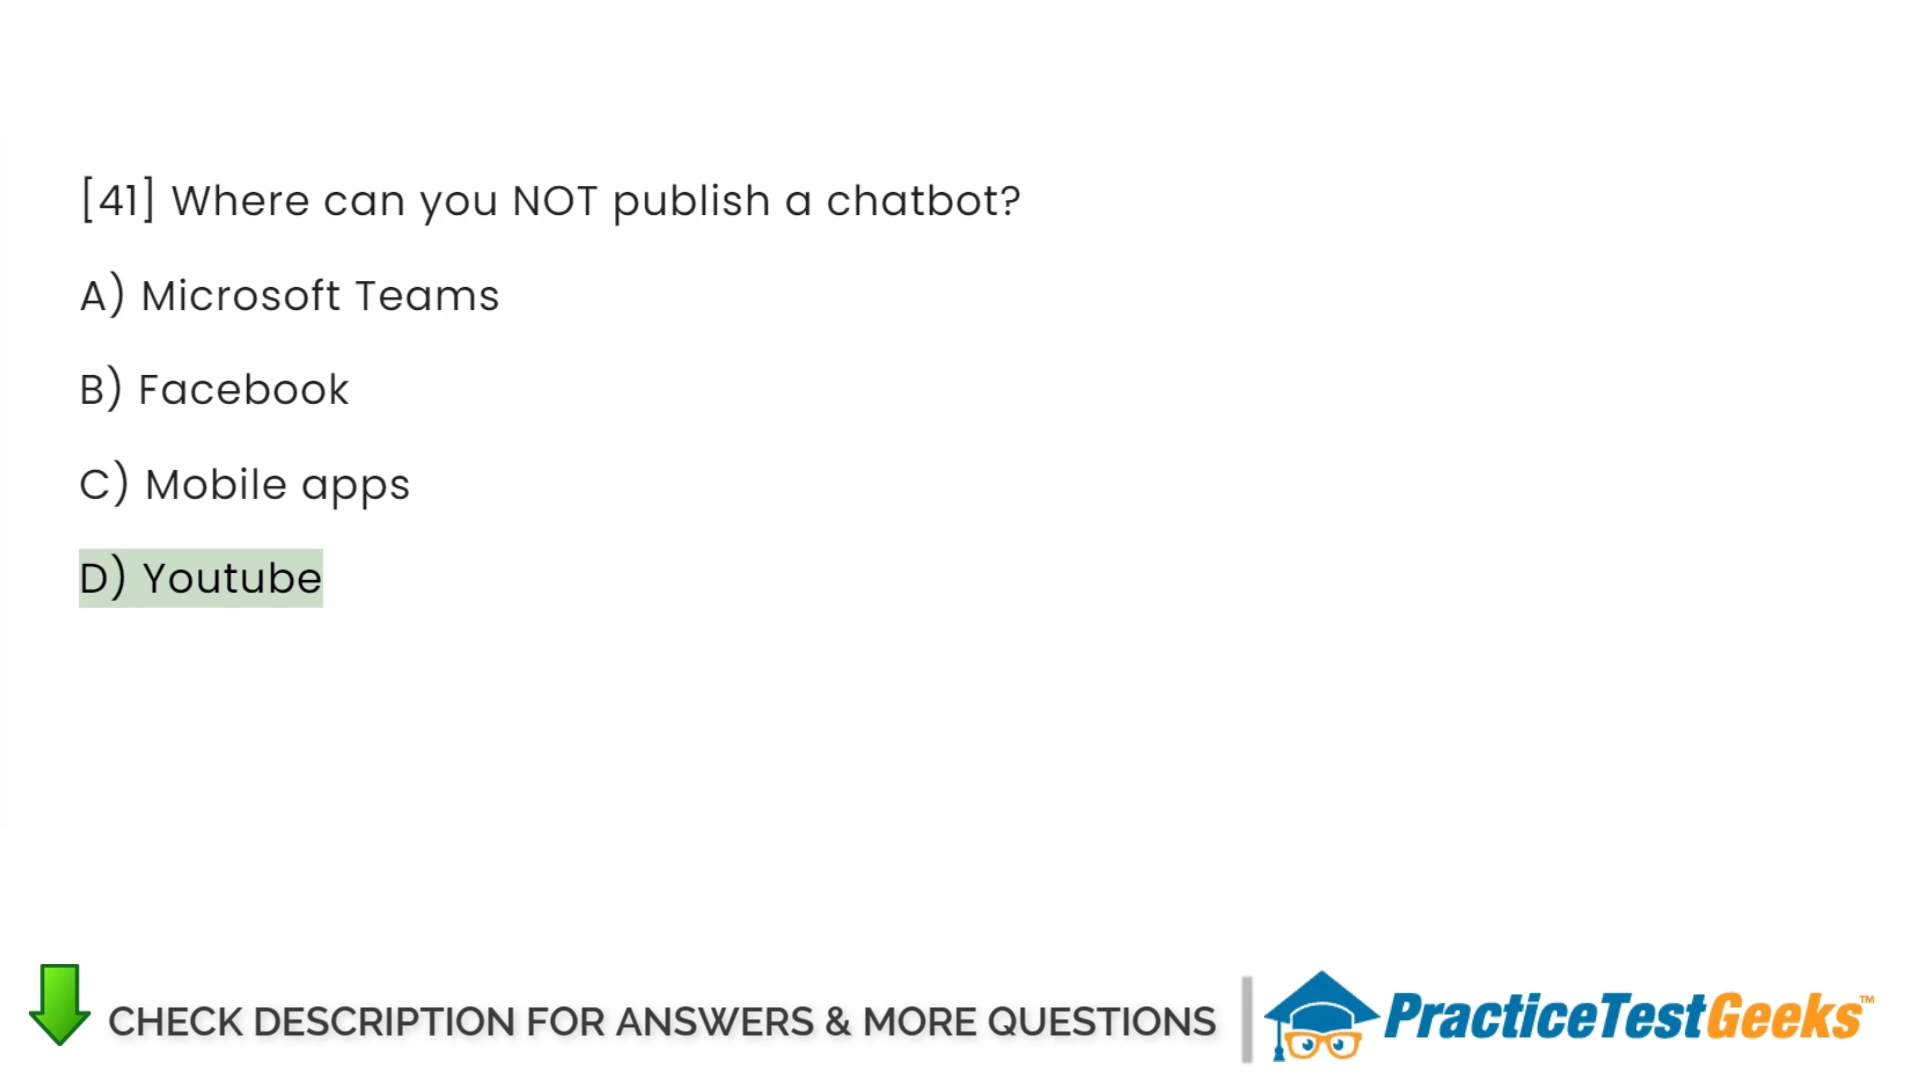 [41] Where can you NOT publish a chatbot?
A) Microsoft Teams
B) Facebook
C) Mobile apps
D) Youtube
CHECK DESCRIPTION FOR ANSWERS & MORE QUESTIONS
PracticeTestGeeks™